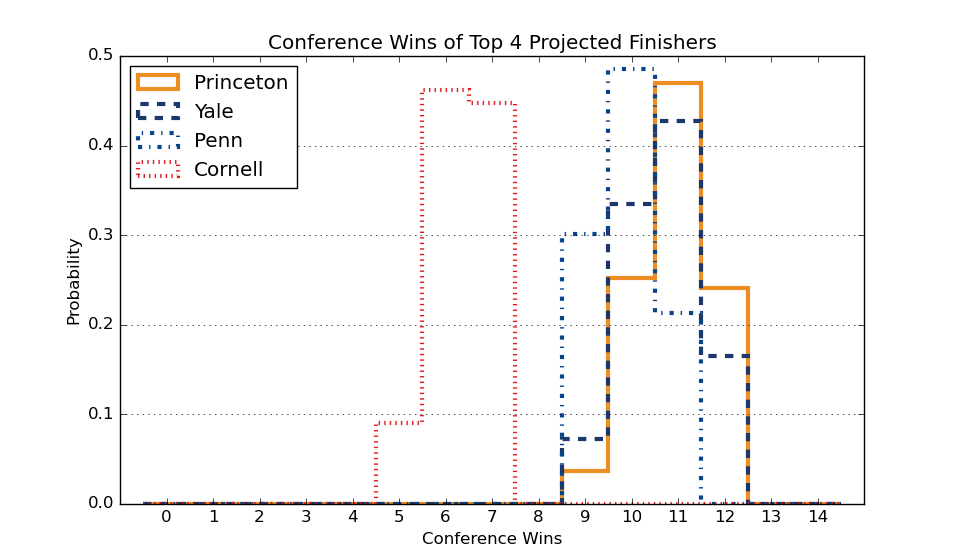 Conference Wins of Top 4 Projected Finishers
0.5
0.4
0.3
0.2
0.1
0.0
Probability
Princeton
Yale
Penn
Cornell
0 1 2 3 4 5 6 7 8 9 10 11 12 13 14
Conference Wins